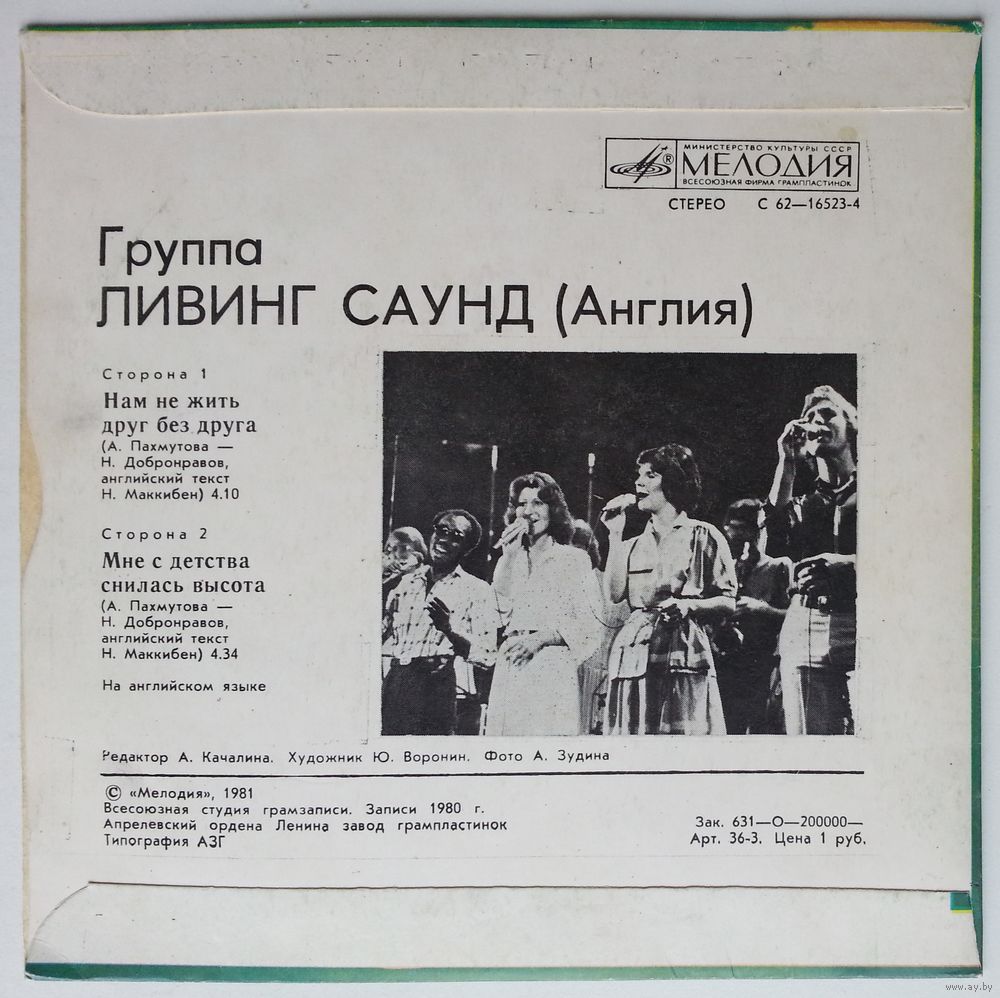 МИНИСТЕРСТВО КУЛЬТУРЫ СССР
® МЕЛОДИЯ
ВСЕСОЮЗНАЯ ФИРМА ГРАМПЛАСТИНОК
СТЕРЕО С 62—16523-4
Группа
ЛИВИНГ САУНД (Англия)
Сторона 1
Нам не жить
друг без друга
(А. Пахмутова —
Н. Добронравов,
английский текст
Н. Маккибен) 4.10
Сторона 2
Мне с детства
снилась высота
(А. Пахмутова —
Н. Добронравов,
английский текст
Н. Маккибен) 4.34
На английском языке
Редактор А. Качалина. Художник Ю. Воронин. Фото А. Зудина
© «Мелодия», 1981
Всесоюзная студия грамзаписи. Записи 1980 г.
Апрелевский ордена Ленина завод грампластинок
Типография АЗГ
Зак. 631—О—200000—
Арт. 36-3. Цена 1 руб.
www.ay.by